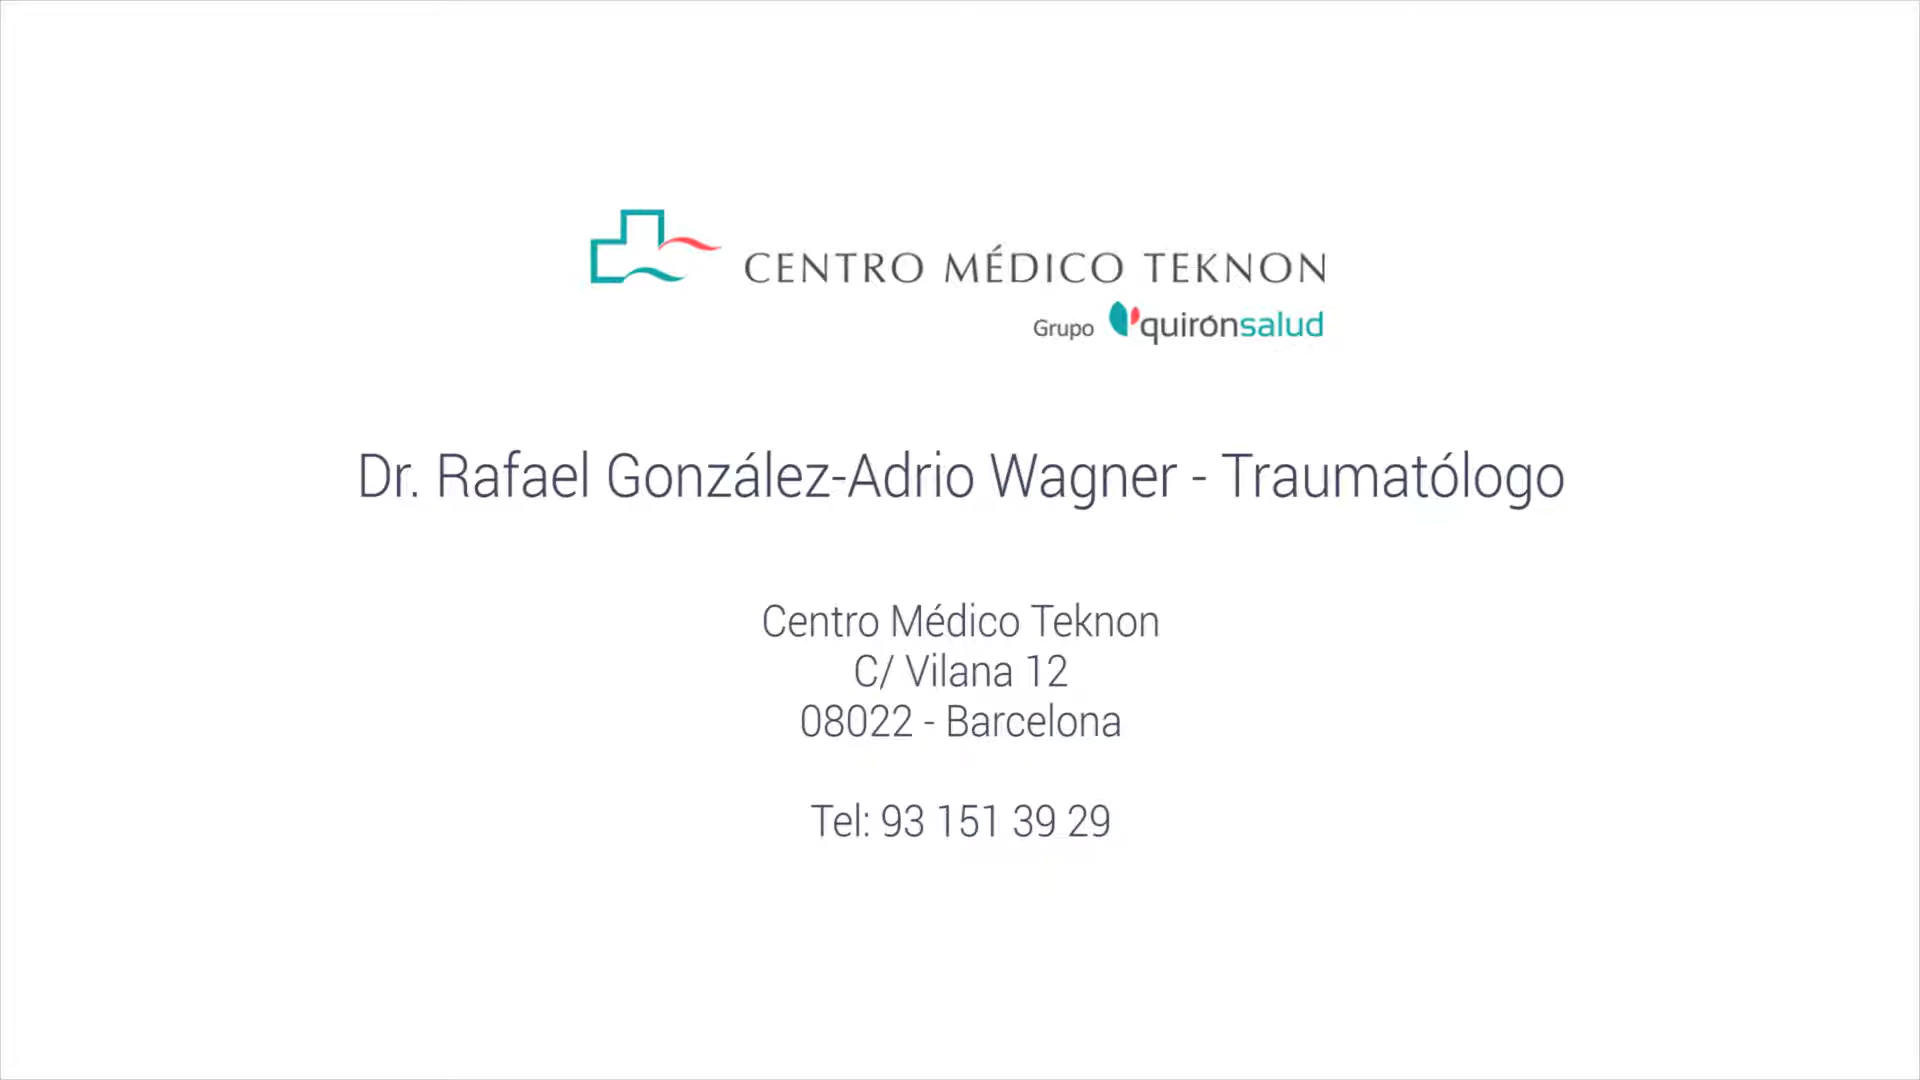 CENTRO MÉDICO TEKNON
Grupo quirónsalud
Dr. Rafael González-Adrio Wagner - Traumatólogo
Centro Médico Teknon
C/ Vilana 12
08022 - Barcelona
Tel: 93 151 39 29